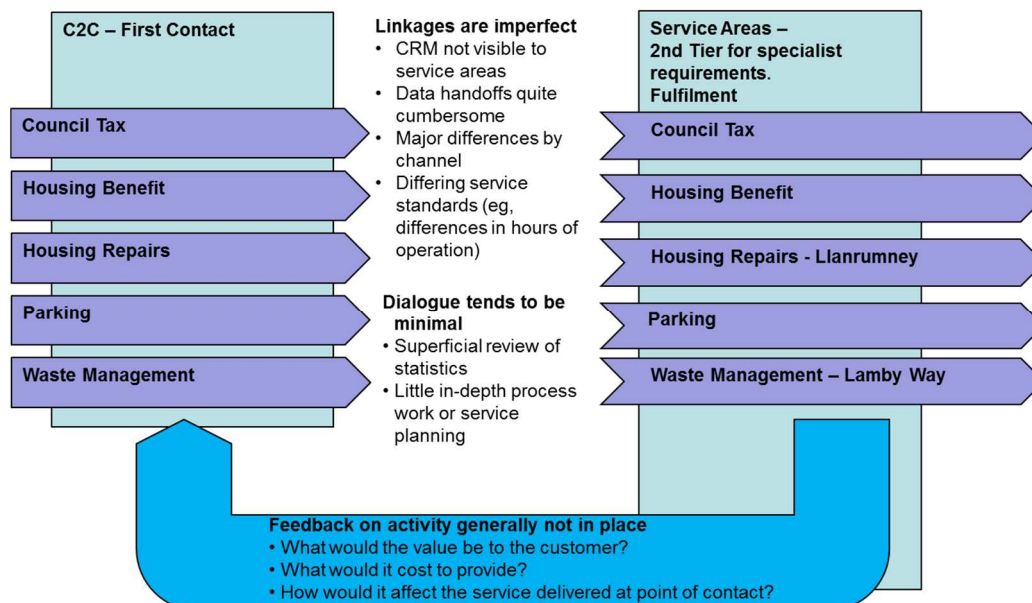 C2C – First Contact
Council Tax
Housing Benefit
Housing Repairs
Parking
Waste Management
Linkages are imperfect
• CRM not visible to
service areas
• Data handoffs quite
cumbersome
• Major differences by
channel
• Differing service
standards (eg,
differences in hours of
operation)
Dialogue tends to be
minimal
• Superficial review of
statistics
• Little in-depth process
work or service
planning
Service Areas –
2nd Tier for specialist
requirements.
Fulfilment
Council Tax
Housing Benefit
Housing Repairs - Llanrumney
Parking
Waste Management – Lamby Way
Feedback on activity generally not in place
• What would the value be to the customer?
• What would it cost to provide?
• How would it affect the service delivered at point of contact?